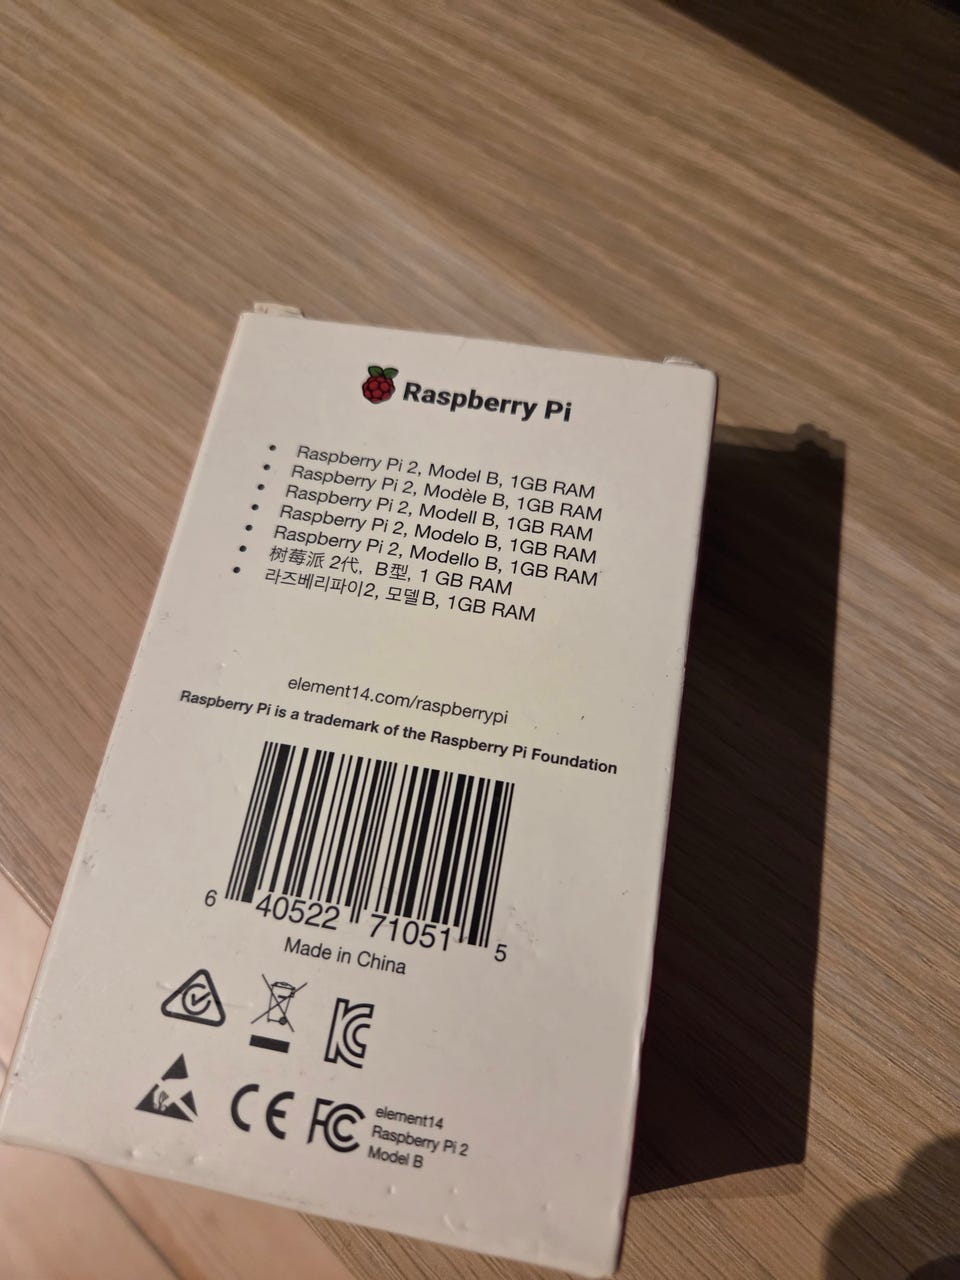 Raspberry Pi
• Raspberry Pi 2, Model B, 1GB RAM
• Raspberry Pi 2, Modèle B, 1GB RAM
• Raspberry Pi 2, Modell B, 1GB RAM
• Raspberry Pi 2, Modelo B, 1GB RAM
• Raspberry Pi 2, Modello B, 1GB RAM
• 树莓派 2代, B型, 1 GB RAM
• 라즈베리파이2, 모델B, 1GB RAM
element14.com/raspberrypi
Raspberry Pi is a trademark of the Raspberry Pi Foundation
6 40522 71051 5
Made in China
KC
CE FC
element14
Raspberry Pi 2
Model B